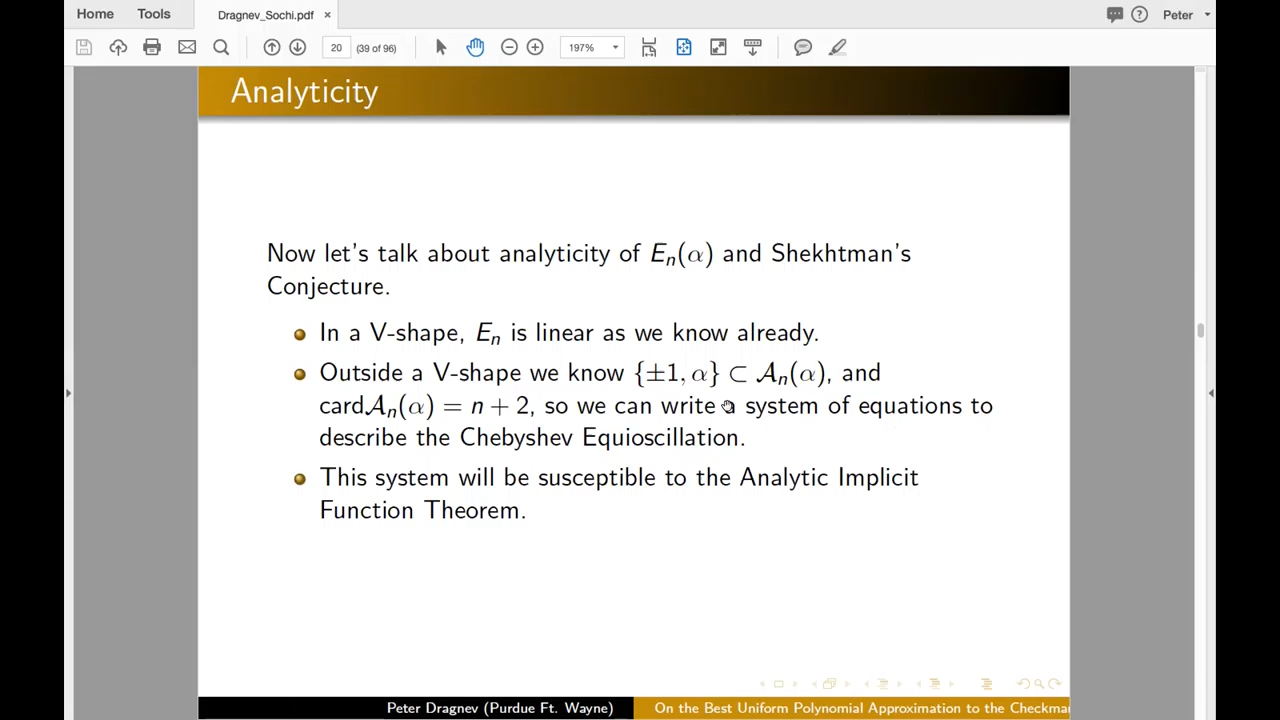 Home Tools Dragnev_Sochi.pdf × Peter
20 (39 of 96) 197%
Analyticity
Now let's talk about analyticity of Eₙ(α) and Shekhtman's
Conjecture.
In a V-shape, Eₙ is linear as we know already.
Outside a V-shape we know {±1, α} ⊂ 𝒜ₙ(α), and
card𝒜ₙ(α) = n + 2, so we can write a system of equations to
describe the Chebyshev Equioscillation.
This system will be susceptible to the Analytic Implicit
Function Theorem.
Peter Dragnev (Purdue Ft. Wayne) On the Best Uniform Polynomial Approximation to the Checkma